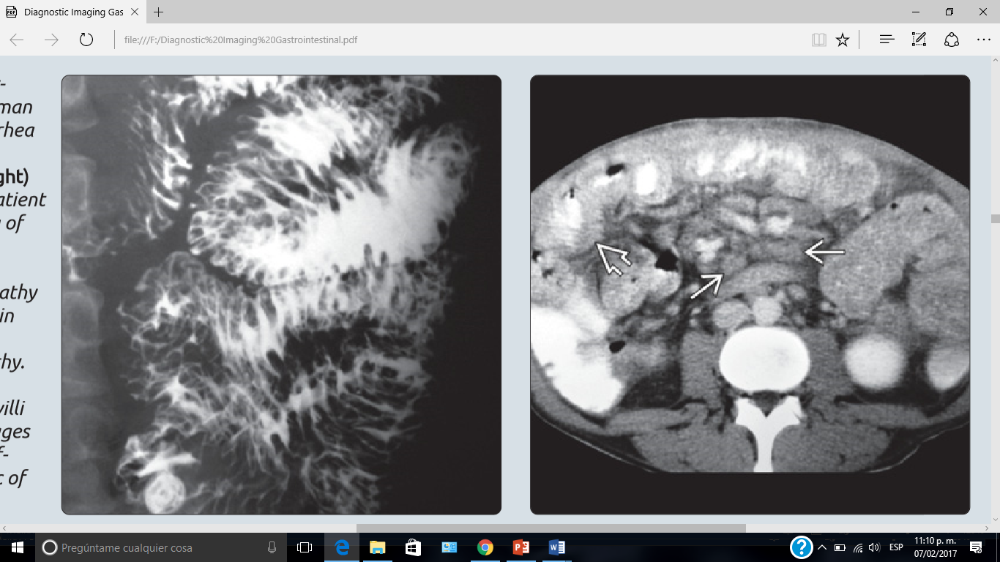 Diagnostic Imaging Gas
file:///F:/Diagnostic%20Imaging%20Gastrointestinal.pdf
man
rhea
ght)
atient
of
athy
in
hy.
villi
ges
f-
c of
Pregúntame cualquier cosa
ESP
11:10 p. m.
07/02/2017